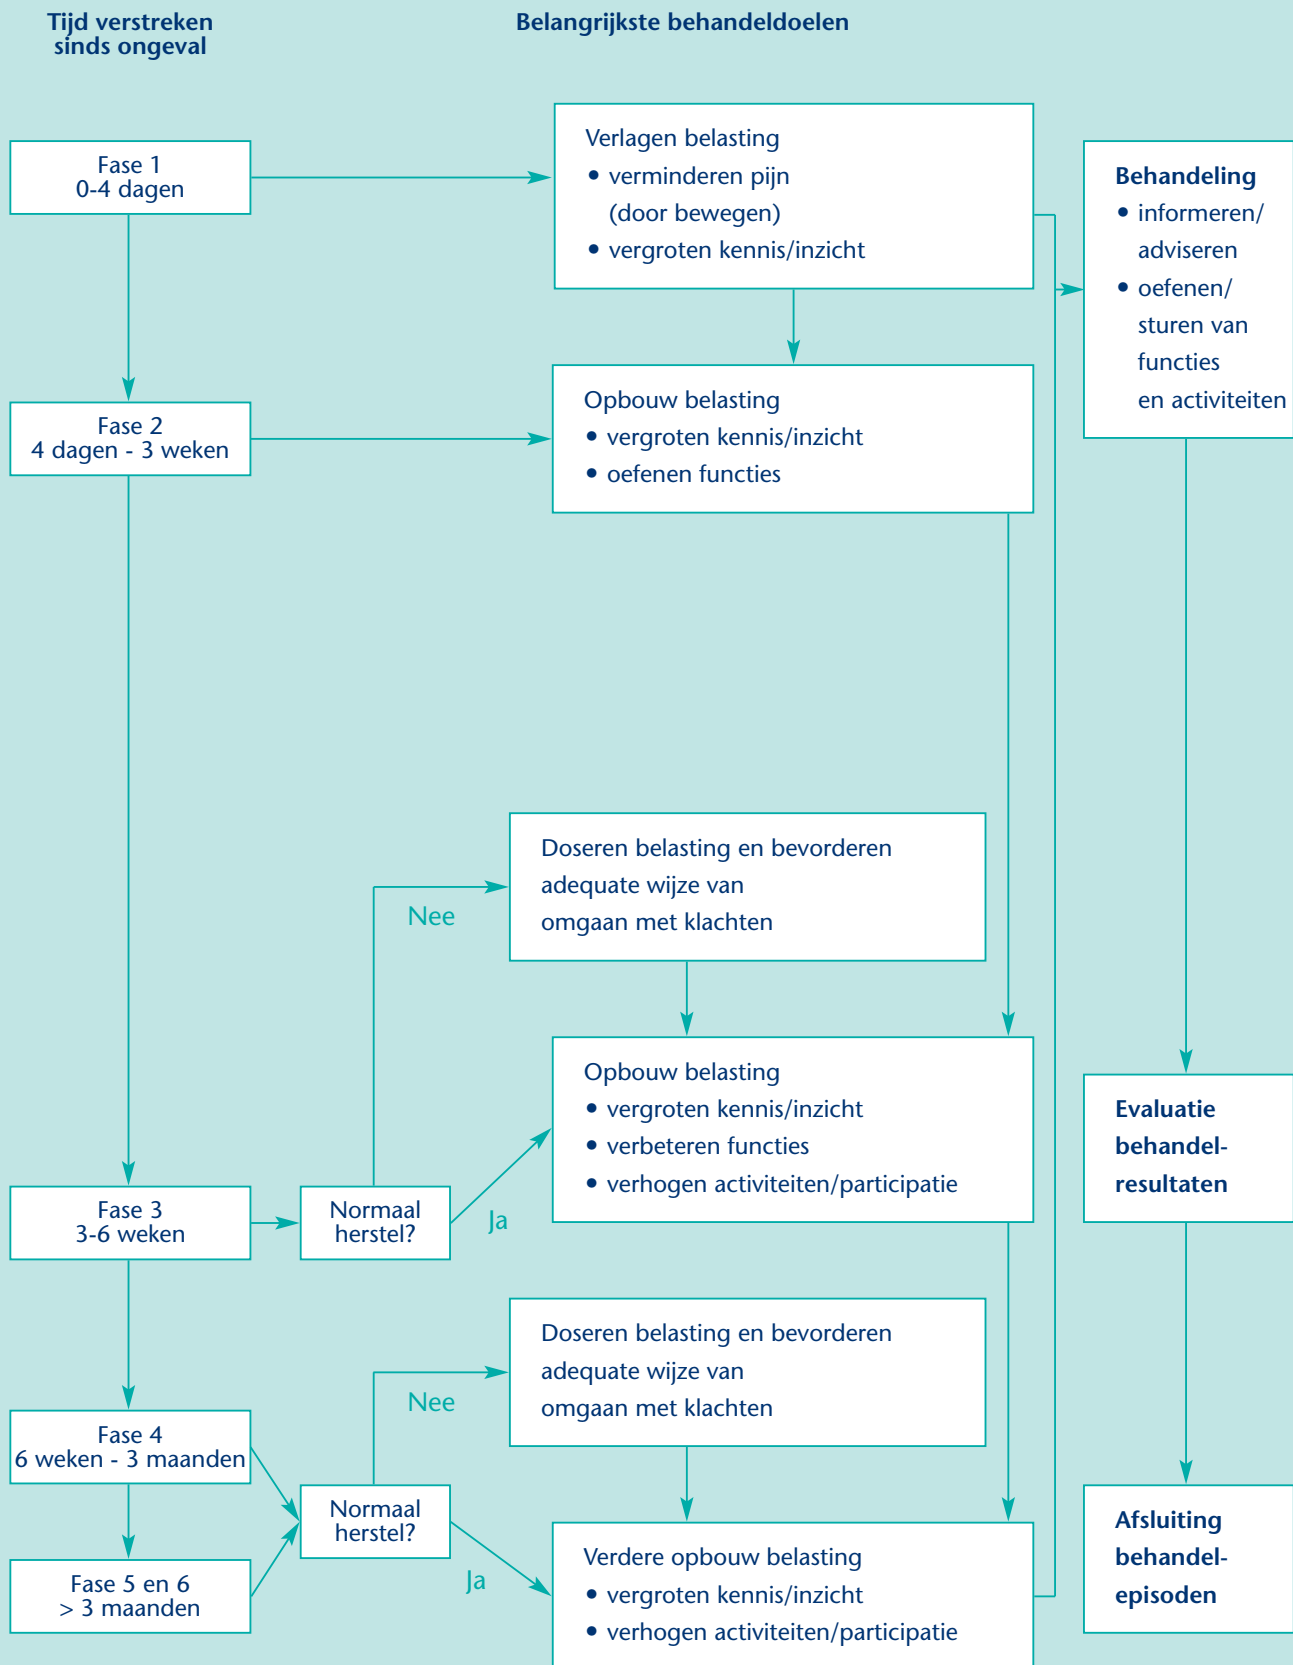 Tijd verstreken
sinds ongeval
Belangrijkste behandeldoelen
Fase 1
0-4 dagen
Verlagen belasting
• verminderen pijn
(door bewegen)
• vergroten kennis/inzicht
Behandeling
• informeren/
adviseren
• oefenen/
sturen van
functies
en activiteiten
Fase 2
4 dagen - 3 weken
Opbouw belasting
• vergroten kennis/inzicht
• oefenen functies
Doseren belasting en bevorderen
adequate wijze van
omgaan met klachten
Nee
Opbouw belasting
• vergroten kennis/inzicht
• verbeteren functies
• verhogen activiteiten/participatie
Evaluatie
behandel-
resultaten
Fase 3
3-6 weken
Normaal
herstel?
Ja
Doseren belasting en bevorderen
adequate wijze van
omgaan met klachten
Nee
Fase 4
6 weken - 3 maanden
Normaal
herstel?
Ja
Fase 5 en 6
> 3 maanden
Verdere opbouw belasting
• vergroten kennis/inzicht
• verhogen activiteiten/participatie
Afsluiting
behandel-
episoden